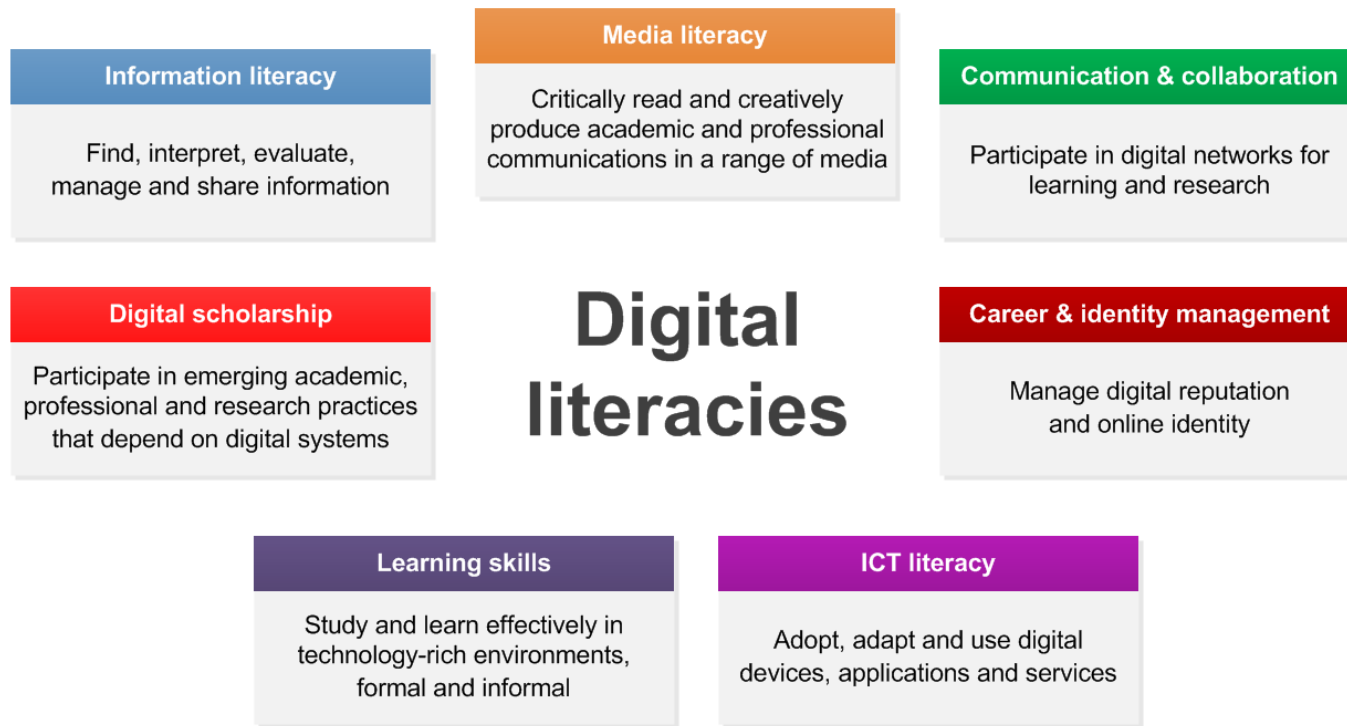 Media literacy
Critically read and creatively
produce academic and professional
communications in a range of media
Information literacy
Find, interpret, evaluate,
manage and share information
Communication & collaboration
Participate in digital networks for
learning and research
Digital scholarship
Participate in emerging academic,
professional and research practices
that depend on digital systems
Digital
literacies
Career & identity management
Manage digital reputation
and online identity
Learning skills
Study and learn effectively in
technology-rich environments,
formal and informal
ICT literacy
Adopt, adapt and use digital
devices, applications and services